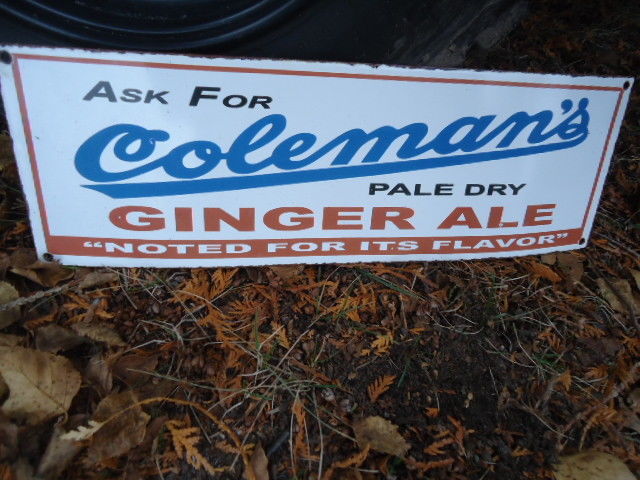 Ask For
Coleman's
PALE DRY
GINGER ALE
"NOTED FOR ITS FLAVOR"